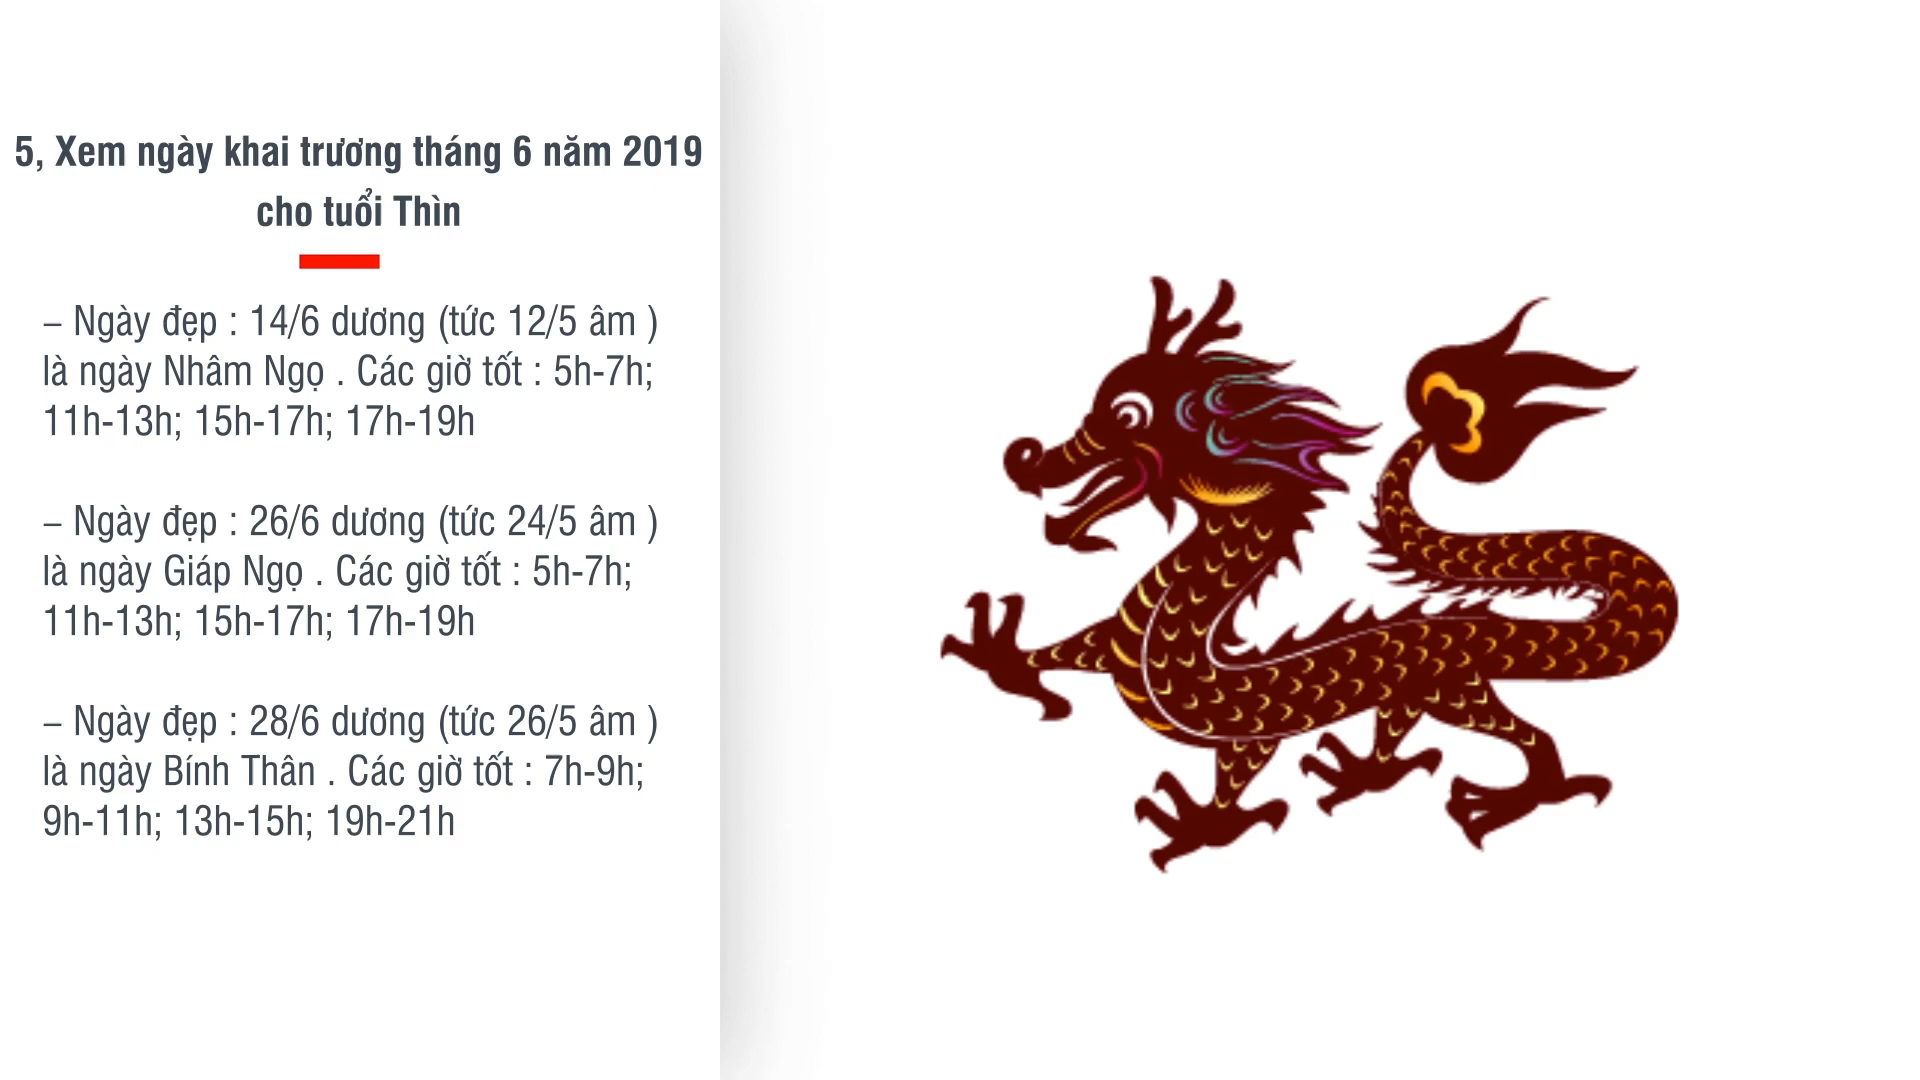 5, Xem ngày khai trương tháng 6 năm 2019
cho tuổi Thìn
– Ngày đẹp : 14/6 dương (tức 12/5 âm )
là ngày Nhâm Ngọ . Các giờ tốt : 5h-7h;
11h-13h; 15h-17h; 17h-19h
– Ngày đẹp : 26/6 dương (tức 24/5 âm )
là ngày Giáp Ngọ . Các giờ tốt : 5h-7h;
11h-13h; 15h-17h; 17h-19h
– Ngày đẹp : 28/6 dương (tức 26/5 âm )
là ngày Bính Thân . Các giờ tốt : 7h-9h;
9h-11h; 13h-15h; 19h-21h